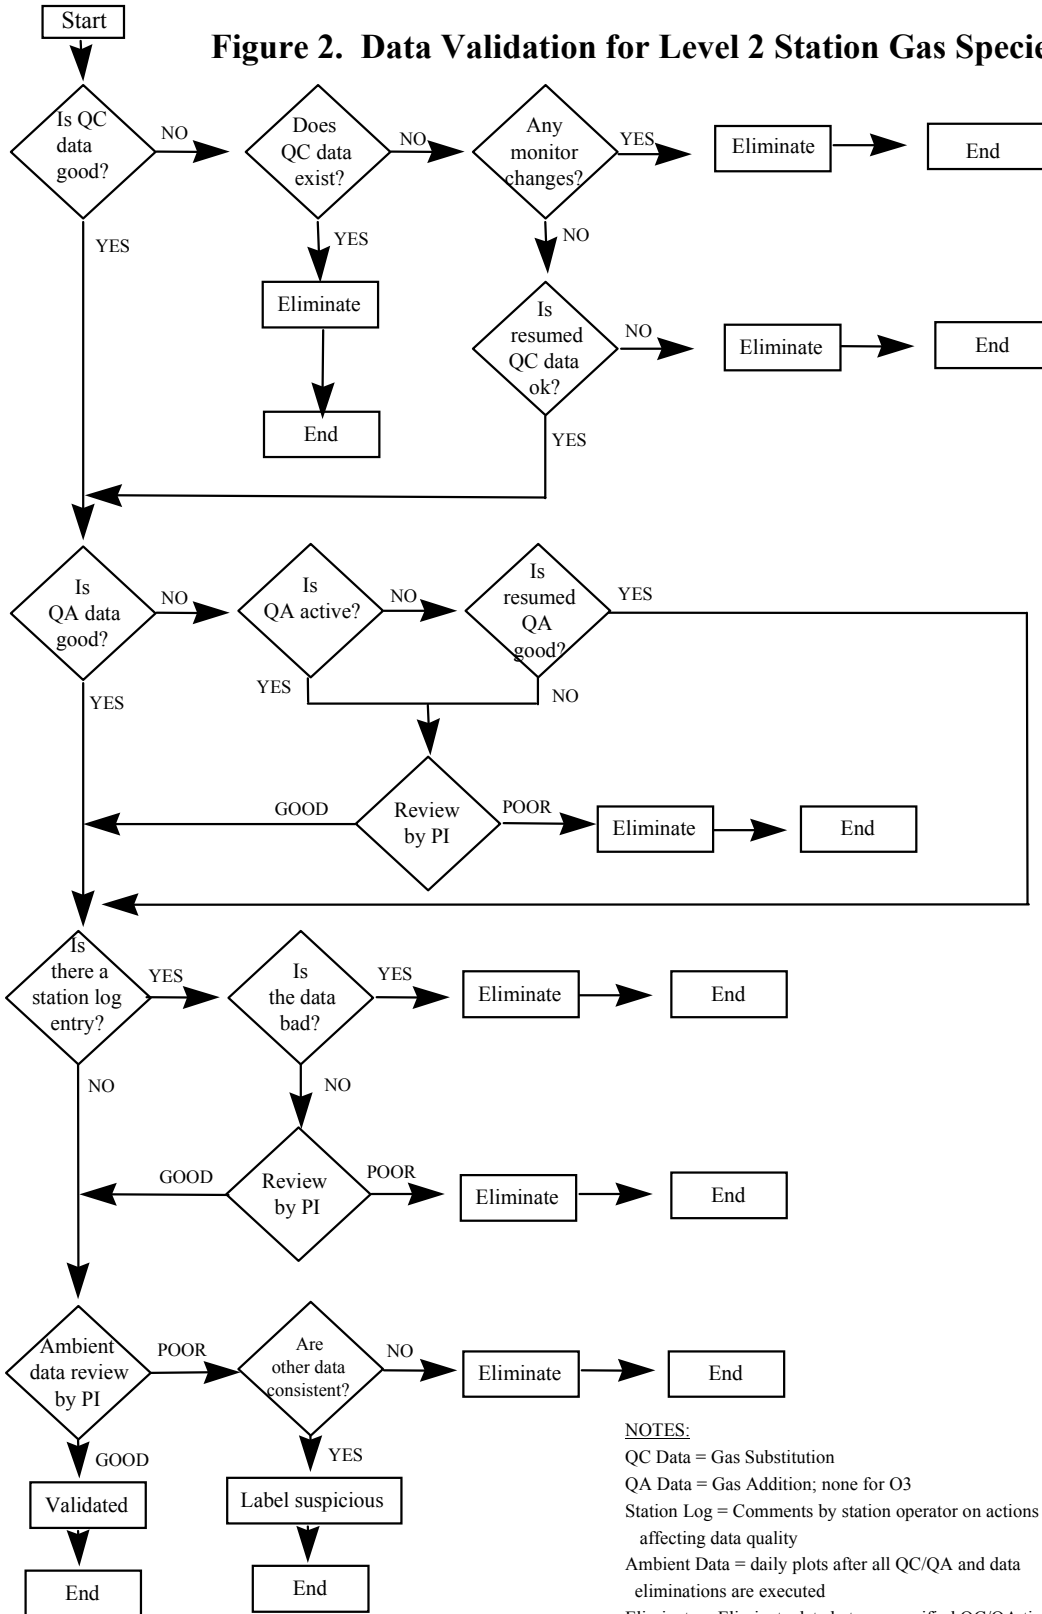 Start
Figure 2. Data Validation for Level 2 Station Gas Specie
Is QC
data
good?
NO
Does
QC data
exist?
NO
Any
monitor
changes?
YES
Eliminate
End
YES
YES
Eliminate
End
NO
Is
resumed
QC data
ok?
NO
Eliminate
End
YES
Is
QA data
good?
NO
Is
QA active?
NO
Is
resumed
QA
good?
YES
YES
YES
NO
Review
by PI
GOOD
POOR
Eliminate
End
Is
there a
station log
entry?
YES
Is
the data
bad?
YES
Eliminate
End
NO
NO
Review
by PI
GOOD
POOR
Eliminate
End
Ambient
data review
by PI
POOR
Are
other data
consistent?
NO
Eliminate
End
GOOD
Validated
End
YES
Label suspicious
End
NOTES:
QC Data = Gas Substitution
QA Data = Gas Addition; none for O3
Station Log = Comments by station operator on actions
affecting data quality
Ambient Data = daily plots after all QC/QA and data
eliminations are executed